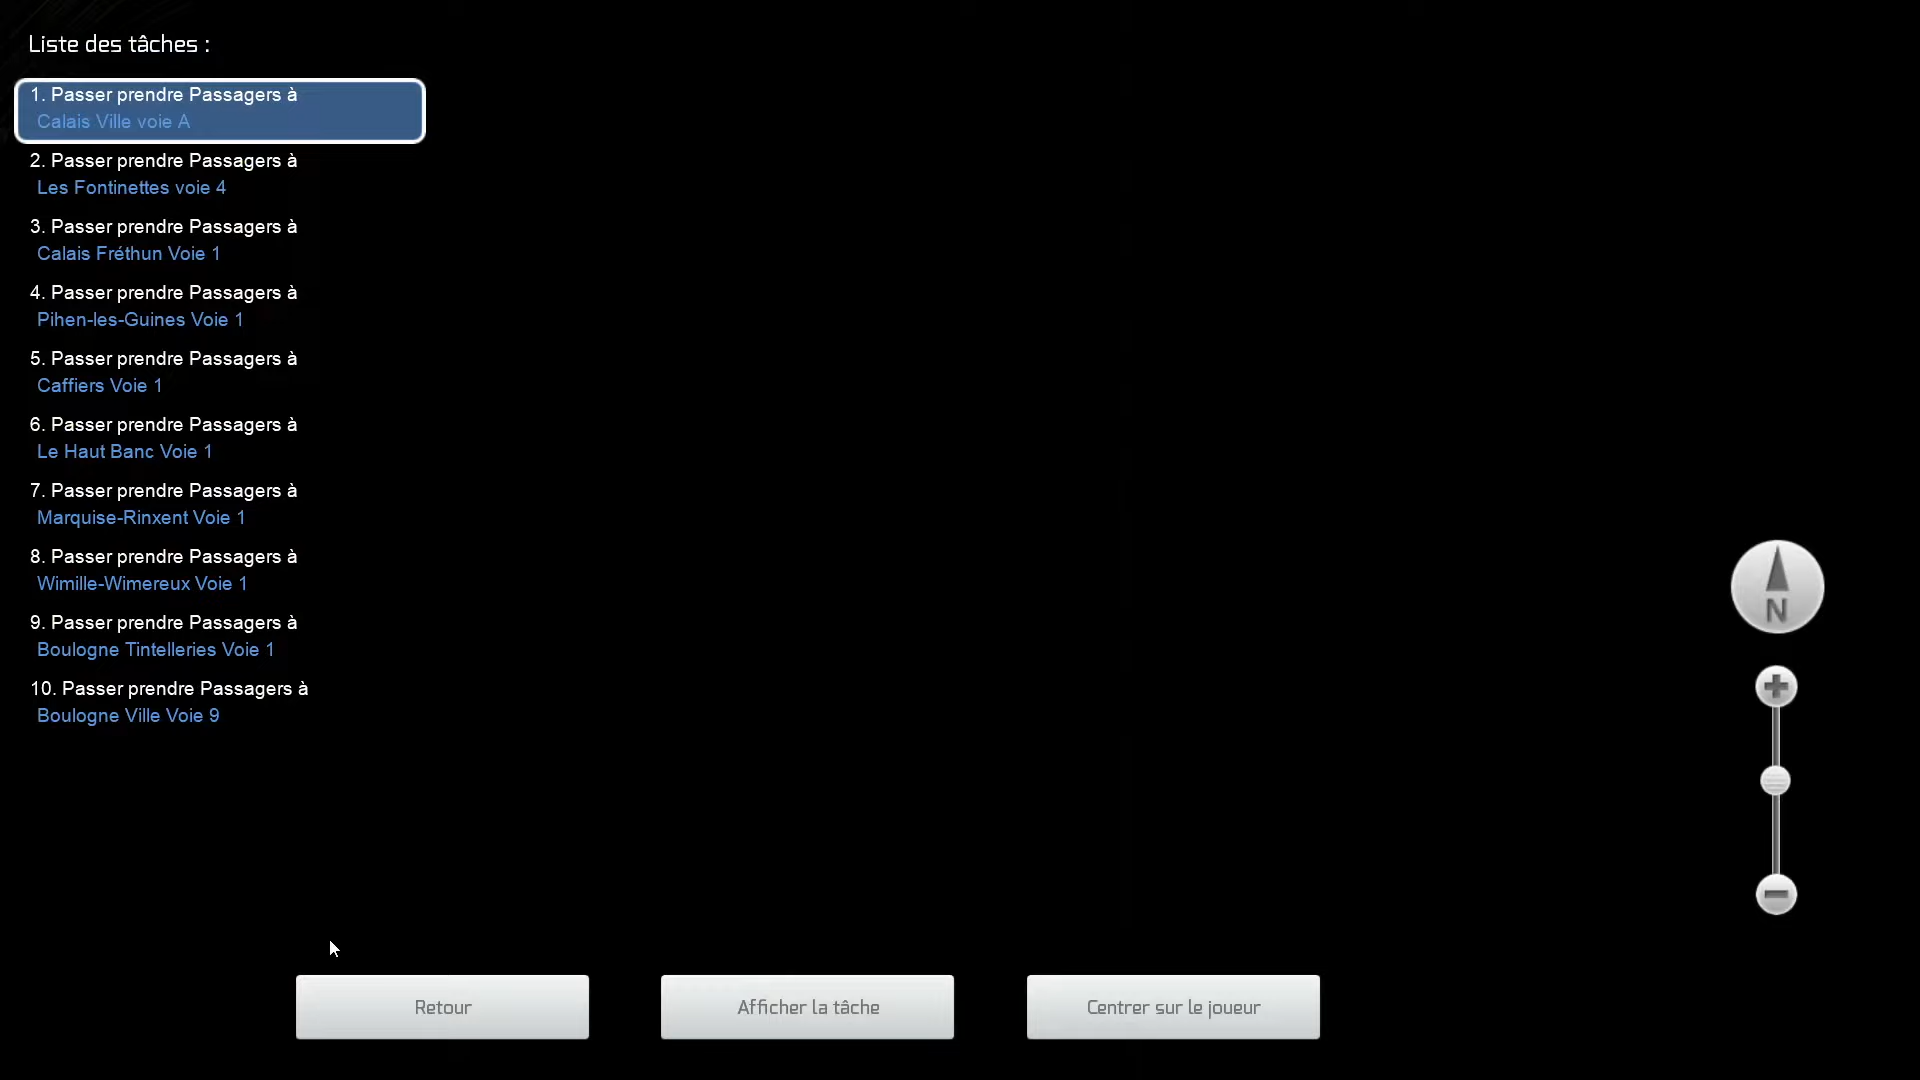 Liste des tâches :
1. Passer prendre Passagers à
Calais Ville voie A
2. Passer prendre Passagers à
Les Fontinettes voie 4
3. Passer prendre Passagers à
Calais Fréthun Voie 1
4. Passer prendre Passagers à
Pihen-les-Guines Voie 1
5. Passer prendre Passagers à
Caffiers Voie 1
6. Passer prendre Passagers à
Le Haut Banc Voie 1
7. Passer prendre Passagers à
Marquise-Rinxent Voie 1
8. Passer prendre Passagers à
Wimille-Wimereux Voie 1
9. Passer prendre Passagers à
Boulogne Tintelleries Voie 1
10. Passer prendre Passagers à
Boulogne Ville Voie 9
N
Retour
Afficher la tâche
Centrer sur le joueur